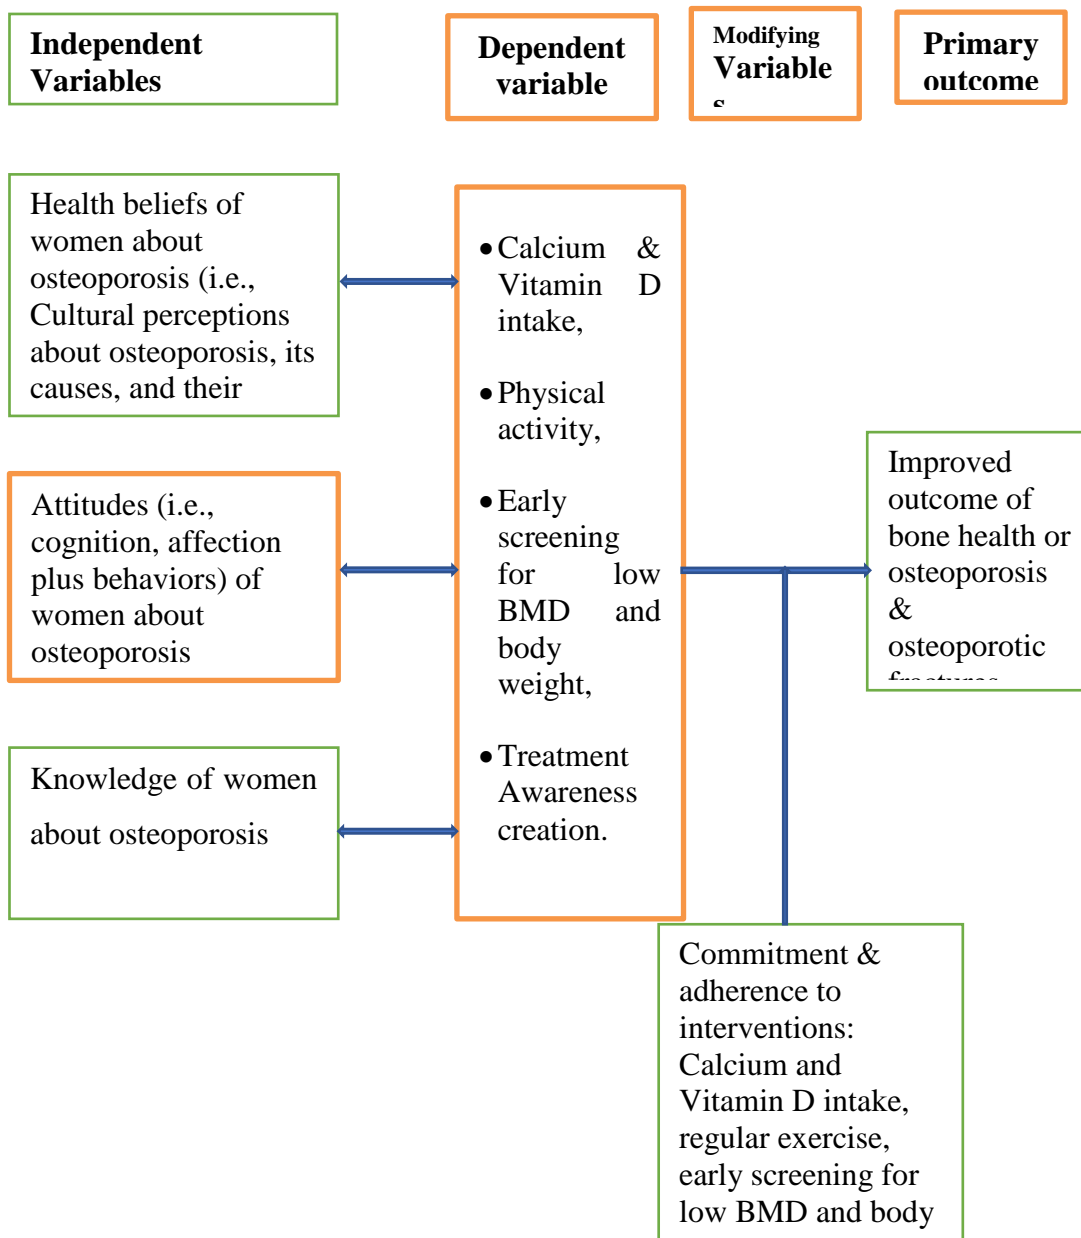 Independent
Variables
Dependent
variable
Modifying
Variable
s
Primary
outcome
Health beliefs of
women about
osteoporosis (i.e.,
Cultural perceptions
about osteoporosis, its
causes, and their
Attitudes (i.e.,
cognition, affection
plus behaviors) of
women about
osteoporosis
Knowledge of women
about osteoporosis
•Calcium &
Vitamin D
intake,
•Physical
activity,
•Early
screening
for low
BMD and
body
weight,
•Treatment
Awareness
creation.
Improved
outcome of
bone health or
osteoporosis
&
osteoporotic
fractures
Commitment &
adherence to
interventions:
Calcium and
Vitamin D intake,
regular exercise,
early screening for
low BMD and body